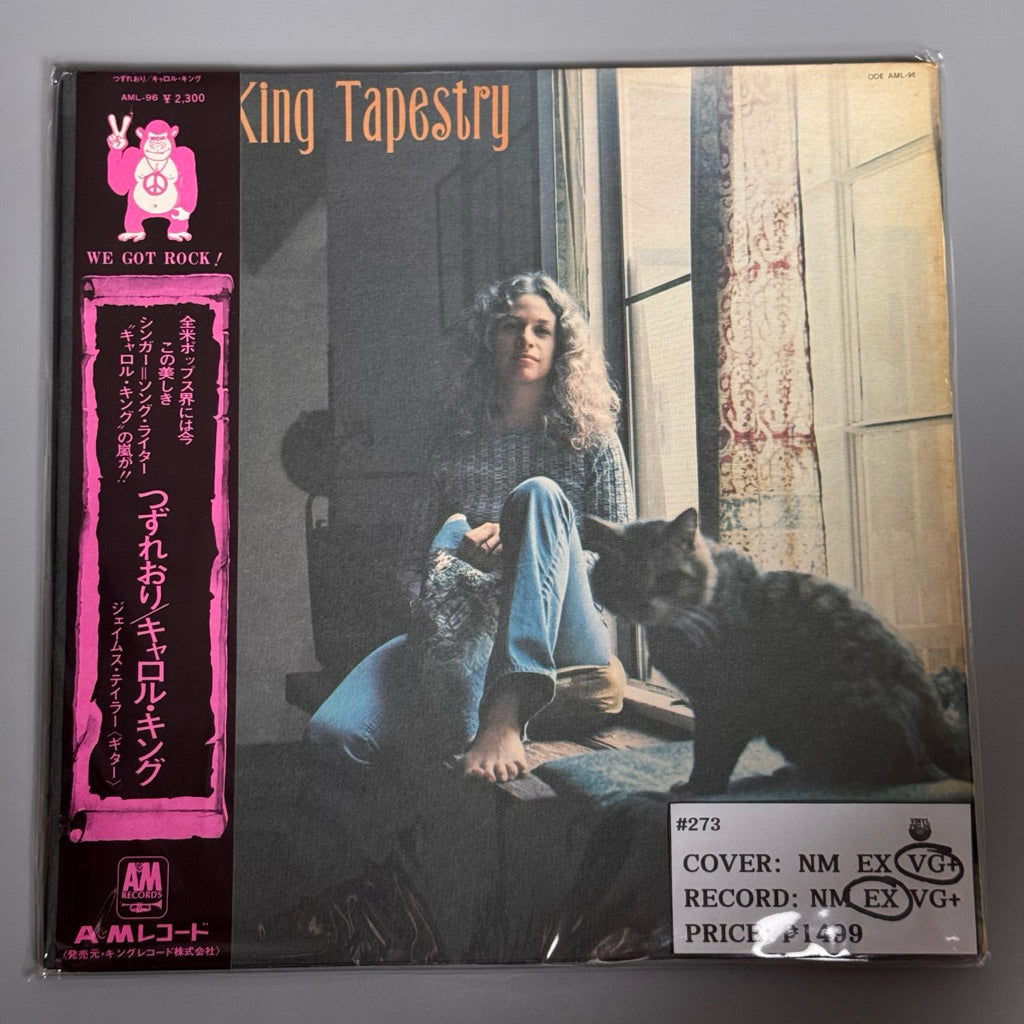 つずれおり/キャロル・キング
AML-96 ¥2,300
WE GOT ROCK!
全米ポップス界には今
この美しき
シンガー=ソング・ライター
“キャロル・キング”の嵐が!!
つずれおり/キャロル・キング
ジェイムス・テイラー〈ギター〉
A&M
RECORDS
A&Mレコード
〈発売元・キングレコード株式会社〉
King Tapestry
ODE AML-96
#273
VINYL
COVER: NM EX VG+
RECORD: NM EX VG+
PRICE: ₱1499